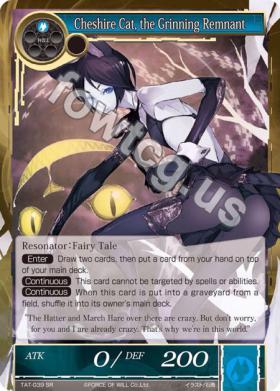 Cheshire Cat, the Grinning Remnant
WILL
frowtcg.us
Resonator:Fairy Tale
Enter Draw two cards, then put a card from your hand on
top of your main deck.
Continuous This card cannot be targeted by spells or abilities.
Continuous When this card is put into a graveyard from a
field, shuffle it into its owner's main deck.
"The Hatter and March Hare over there are crazy. But don't worry,
for you and I are already crazy. That's why we're in this world."
ATK 0/DEF 200
TAT-039 SR ©FORCE OF WILL Co.,Ltd.